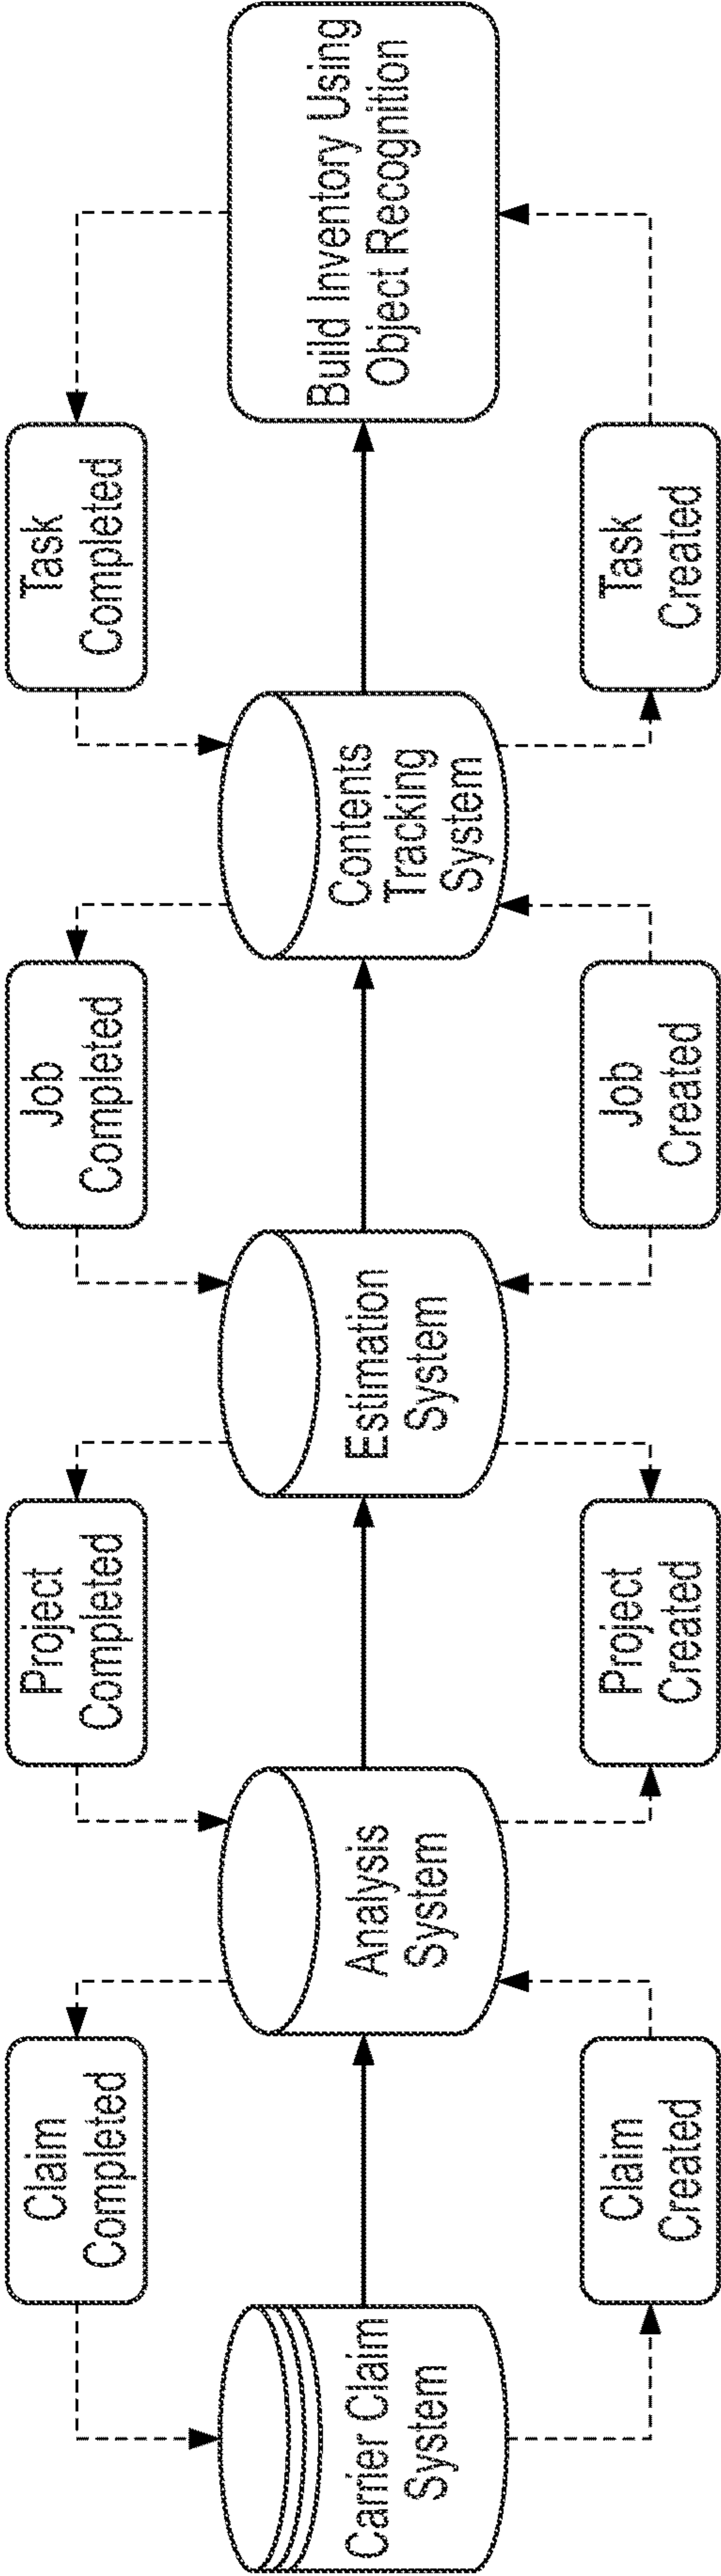 Claim
Completed
Project
Completed
Job
Completed
Task
Completed
Carrier Claim
System
Analysis
System
Estimation
System
Contents
Tracking
System
Build Inventory Using
Object Recognition
Claim
Created
Project
Created
Job
Created
Task
Created